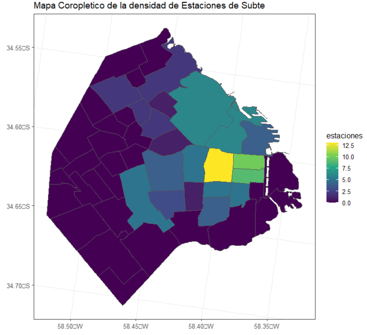 Mapa Coropletico de la densidad de Estaciones de Subte
34.55°S
34.60°S
34.65°S
34.70°S
58.50°W
58.45°W
58.40°W
58.35°W
estaciones
12.5
10.0
7.5
5.0
2.5
0.0